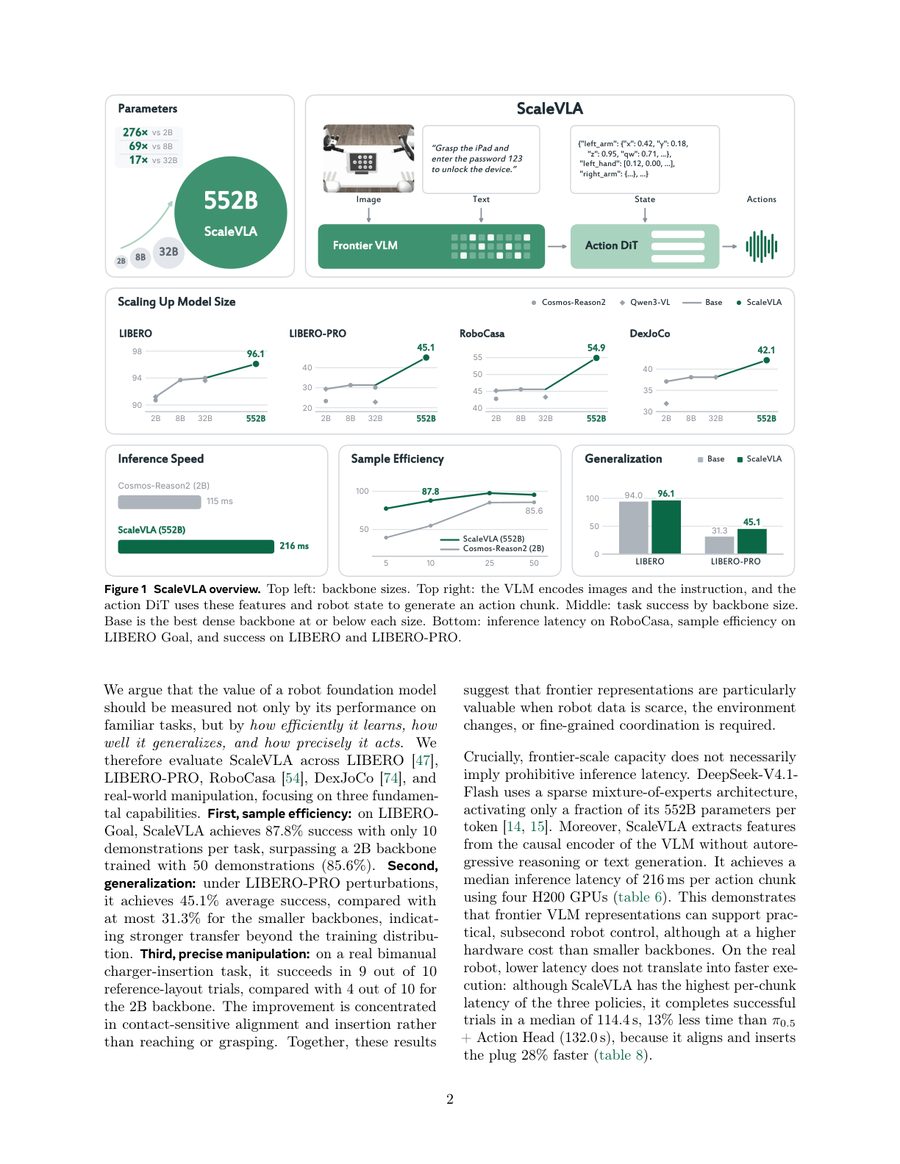 Parameters
276× vs 2B
69× vs 8B
17× vs 32B
552B
ScaleVLA
2B
8B
32B
ScaleVLA
"Grasp the iPad and
enter the password 123
to unlock the device."
{"left_arm": {"x": 0.42, "y": 0.18,
"z": 0.95, "qw": 0.71, ...},
"left_hand": [0.12, 0.00, ...],
"right_arm": {...}, ...}
Image
Text
State
Actions
Frontier VLM
Action DiT
Scaling Up Model Size
Cosmos-Reason2
Qwen3-VL
Base
ScaleVLA
LIBERO
98
94
90
96.1
2B 8B 32B 552B
LIBERO-PRO
40
30
20
45.1
2B 8B 32B 552B
RoboCasa
55
50
45
40
54.9
2B 8B 32B 552B
DexJoCo
40
35
30
42.1
2B 8B 32B 552B
Inference Speed
Cosmos-Reason2 (2B)
115 ms
ScaleVLA (552B)
216 ms
Sample Efficiency
100
50
87.8
85.6
ScaleVLA (552B)
Cosmos-Reason2 (2B)
5 10 25 50
Generalization
Base
ScaleVLA
100
50
0
94.0 96.1
31.3 45.1
LIBERO LIBERO-PRO
Figure 1 ScaleVLA overview. Top left: backbone sizes. Top right: the VLM encodes images and the instruction, and the
action DiT uses these features and robot state to generate an action chunk. Middle: task success by backbone size.
Base is the best dense backbone at or below each size. Bottom: inference latency on RoboCasa, sample efficiency on
LIBERO Goal, and success on LIBERO and LIBERO-PRO.
We argue that the value of a robot foundation model
should be measured not only by its performance on
familiar tasks, but by how efficiently it learns, how
well it generalizes, and how precisely it acts. We
therefore evaluate ScaleVLA across LIBERO [47],
LIBERO-PRO, RoboCasa [54], DexJoCo [74], and
real-world manipulation, focusing on three fundamen-
tal capabilities. First, sample efficiency: on LIBERO-
Goal, ScaleVLA achieves 87.8% success with only 10
demonstrations per task, surpassing a 2B backbone
trained with 50 demonstrations (85.6%). Second,
generalization: under LIBERO-PRO perturbations,
it achieves 45.1% average success, compared with
at most 31.3% for the smaller backbones, indicat-
ing stronger transfer beyond the training distribu-
tion. Third, precise manipulation: on a real bimanual
charger-insertion task, it succeeds in 9 out of 10
reference-layout trials, compared with 4 out of 10 for
the 2B backbone. The improvement is concentrated
in contact-sensitive alignment and insertion rather
than reaching or grasping. Together, these results
suggest that frontier representations are particularly
valuable when robot data is scarce, the environment
changes, or fine-grained coordination is required.
Crucially, frontier-scale capacity does not necessarily
imply prohibitive inference latency. DeepSeek-V4.1-
Flash uses a sparse mixture-of-experts architecture,
activating only a fraction of its 552B parameters per
token [14, 15]. Moreover, ScaleVLA extracts features
from the causal encoder of the VLM without autore-
gressive reasoning or text generation. It achieves a
median inference latency of 216 ms per action chunk
using four H200 GPUs (table 6). This demonstrates
that frontier VLM representations can support prac-
tical, subsecond robot control, although at a higher
hardware cost than smaller backbones. On the real
robot, lower latency does not translate into faster exe-
cution: although ScaleVLA has the highest per-chunk
latency of the three policies, it completes successful
trials in a median of 114.4 s, 13% less time than π0.5
+ Action Head (132.0 s), because it aligns and inserts
the plug 28% faster (table 8).
2